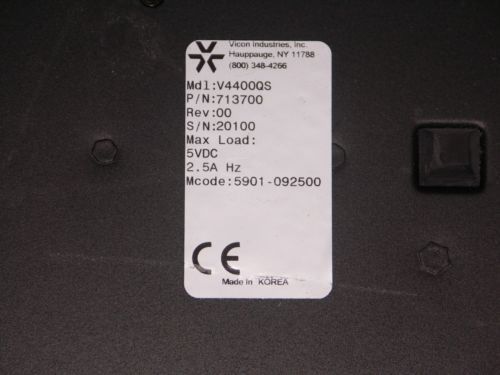 Vicon Industries, Inc.
Hauppauge, NY 11788
(800) 348-4266
Mdl:V4400QS
P/N:713700
Rev:00
S/N:20100
Max Load:
5VDC
2.5A Hz
Mcode:5901-092500
CE
Made in KOREA